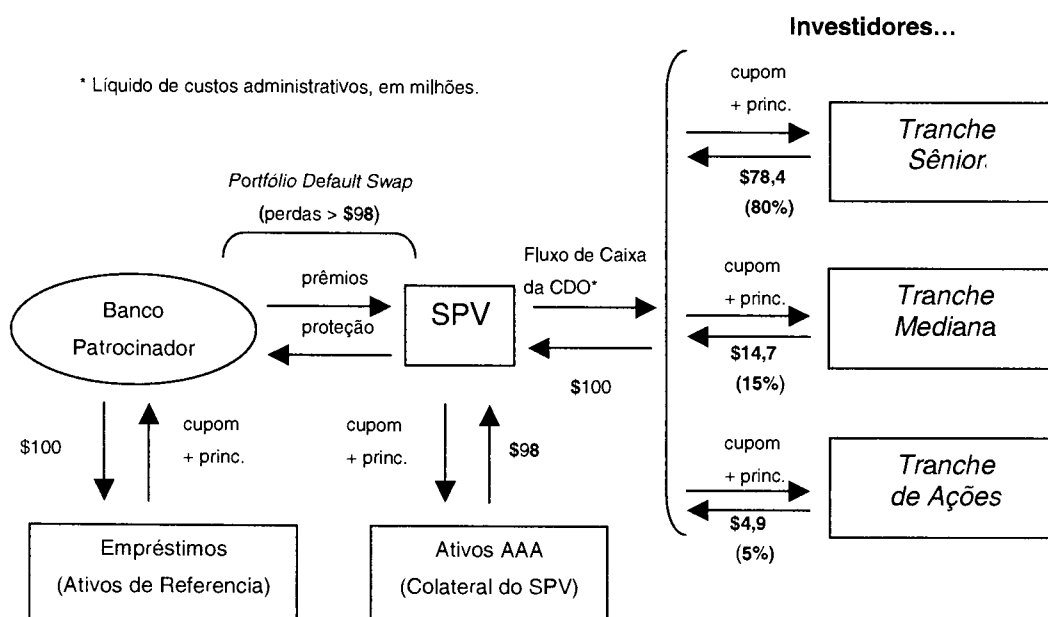 Investidores...
* Líquido de custos administrativos, em milhões.
Portfólio Default Swap
(perdas > $98)
Banco
Patrocinador
prêmios
proteção
SPV
Fluxo de Caixa
da CDO*
$100
cupom
+ princ.
$78,4
(80%)
Tranche
Sênior
cupom
+ princ.
$14,7
(15%)
Tranche
Mediana
cupom
+ princ.
$4,9
(5%)
Tranche
de Ações
$100
cupom
+ princ.
Empréstimos
(Ativos de Referencia)
cupom
+ princ.
$98
Ativos AAA
(Colateral do SPV)